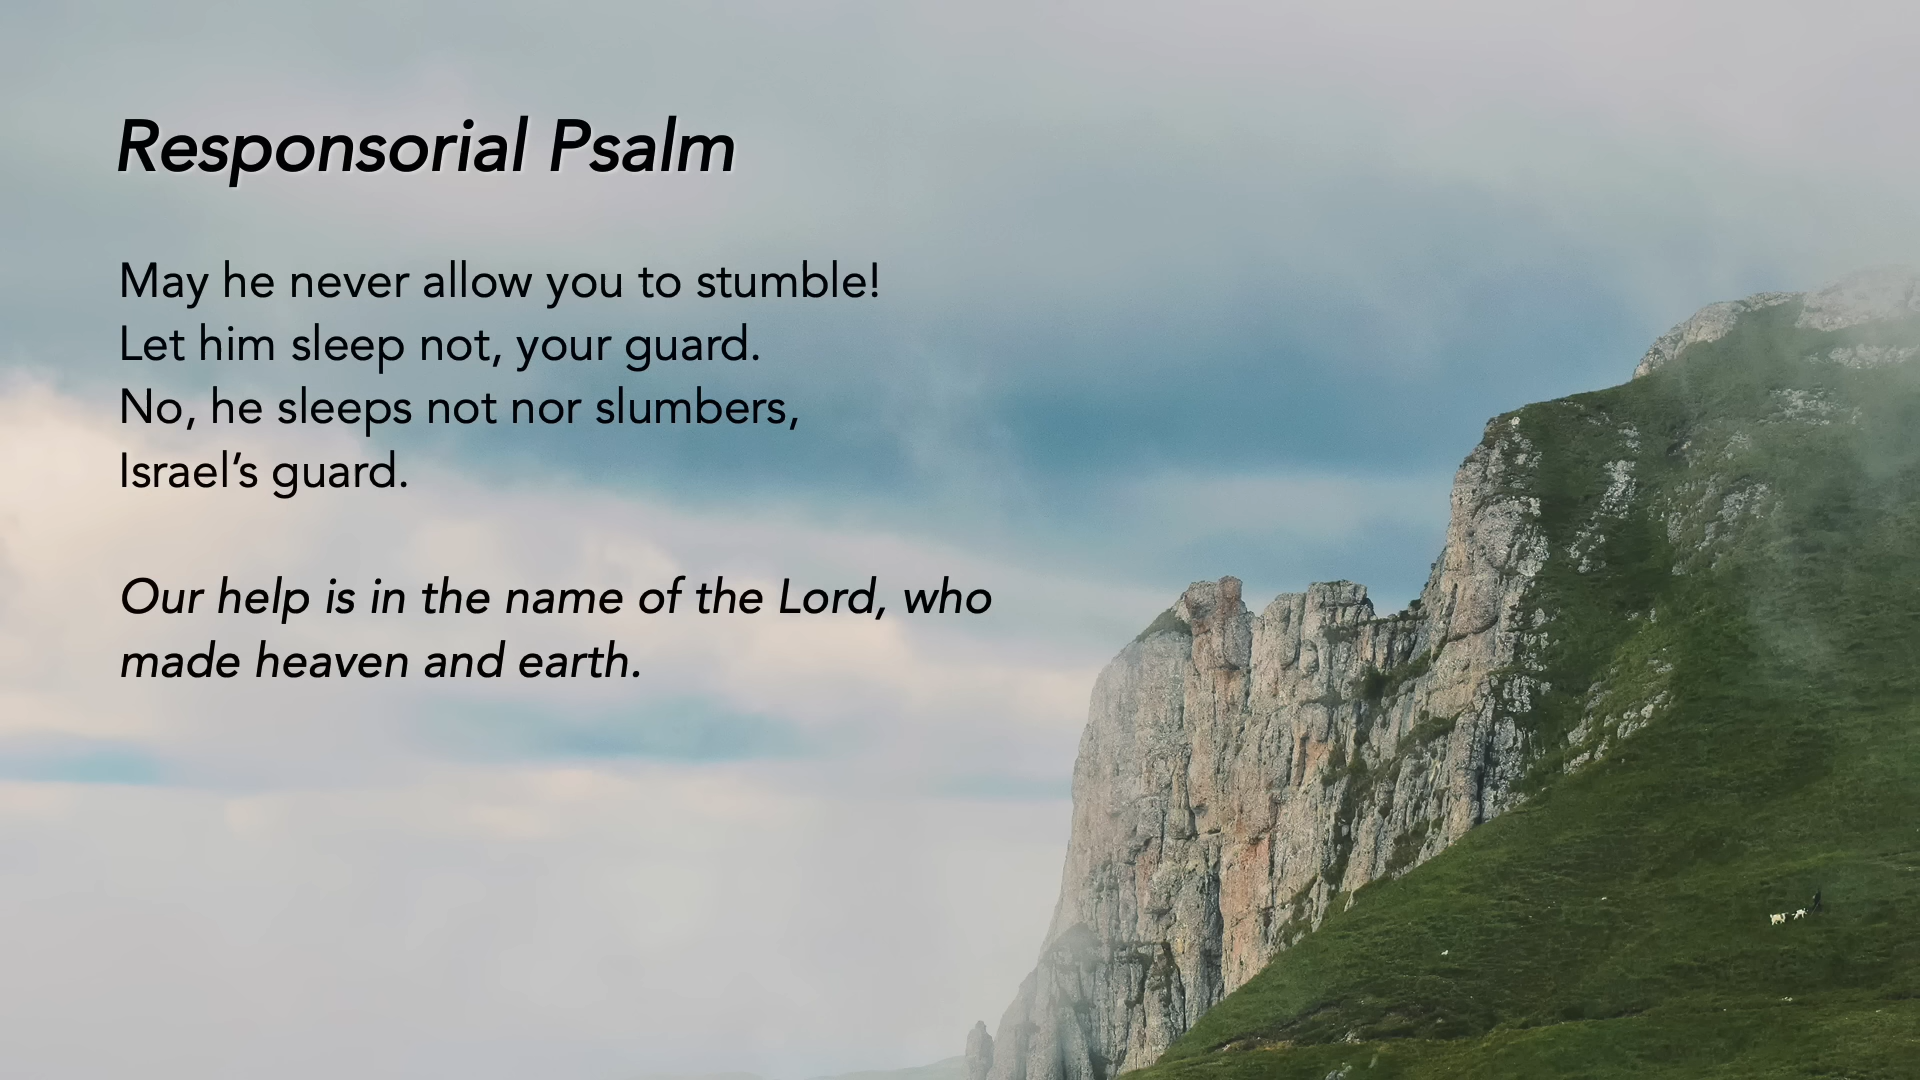 Responsorial Psalm
May he never allow you to stumble!
Let him sleep not, your guard.
No, he sleeps not nor slumbers,
Israel’s guard.
Our help is in the name of the Lord, who
made heaven and earth.